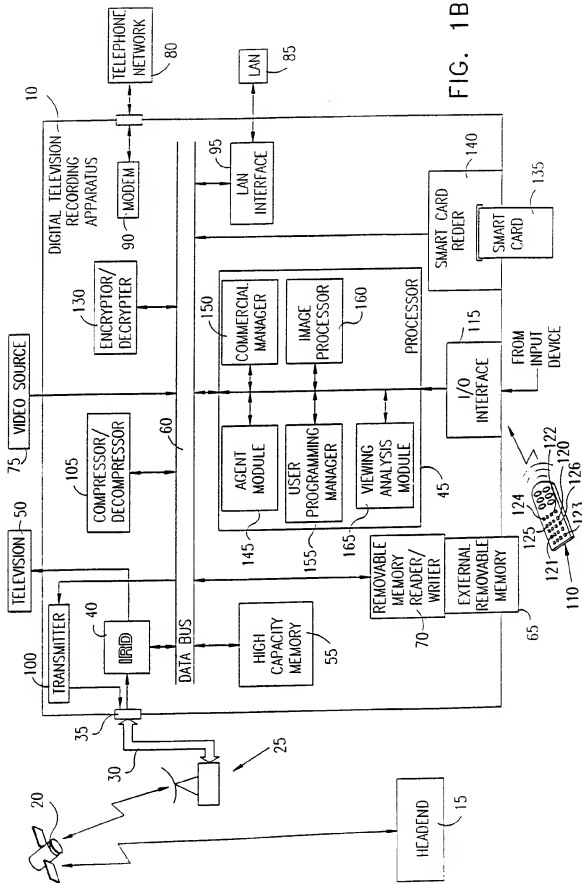 TELEPHONE
NETWORK
80
LAN
85
FIG. 1B
10
DIGITAL TELEVISION
RECORDING
APPARATUS
MODEM
90
95
LAN
INTERFACE
140
SMART CARD
REDER
SMART
CARD
135
ENCRYPTOR/
DECRYPTER
130
150
COMMERCIAL
MANAGER
IMAGE
PROCESSOR
160
PROCESSOR
115
I/O
INTERFACE
FROM
INPUT
DEVICE
VIDEO SOURCE
75
COMPRESSOR/
DECOMPRESSOR
105
60
AGENT
MODULE
145
USER
PROGRAMMING
MANAGER
155
VIEWING
ANALYSIS
MODULE
165
45
TELEVISION
50
TRANSMITTER
100
40
IRD
DATA BUS
HIGH
CAPACITY
MEMORY
55
REMOVABLE
MEMORY
READER/
WRITER
70
EXTERNAL
REMOVABLE
MEMORY
65
124
125
121
122
120
126
123
110
35
30
25
20
HEADEND
15